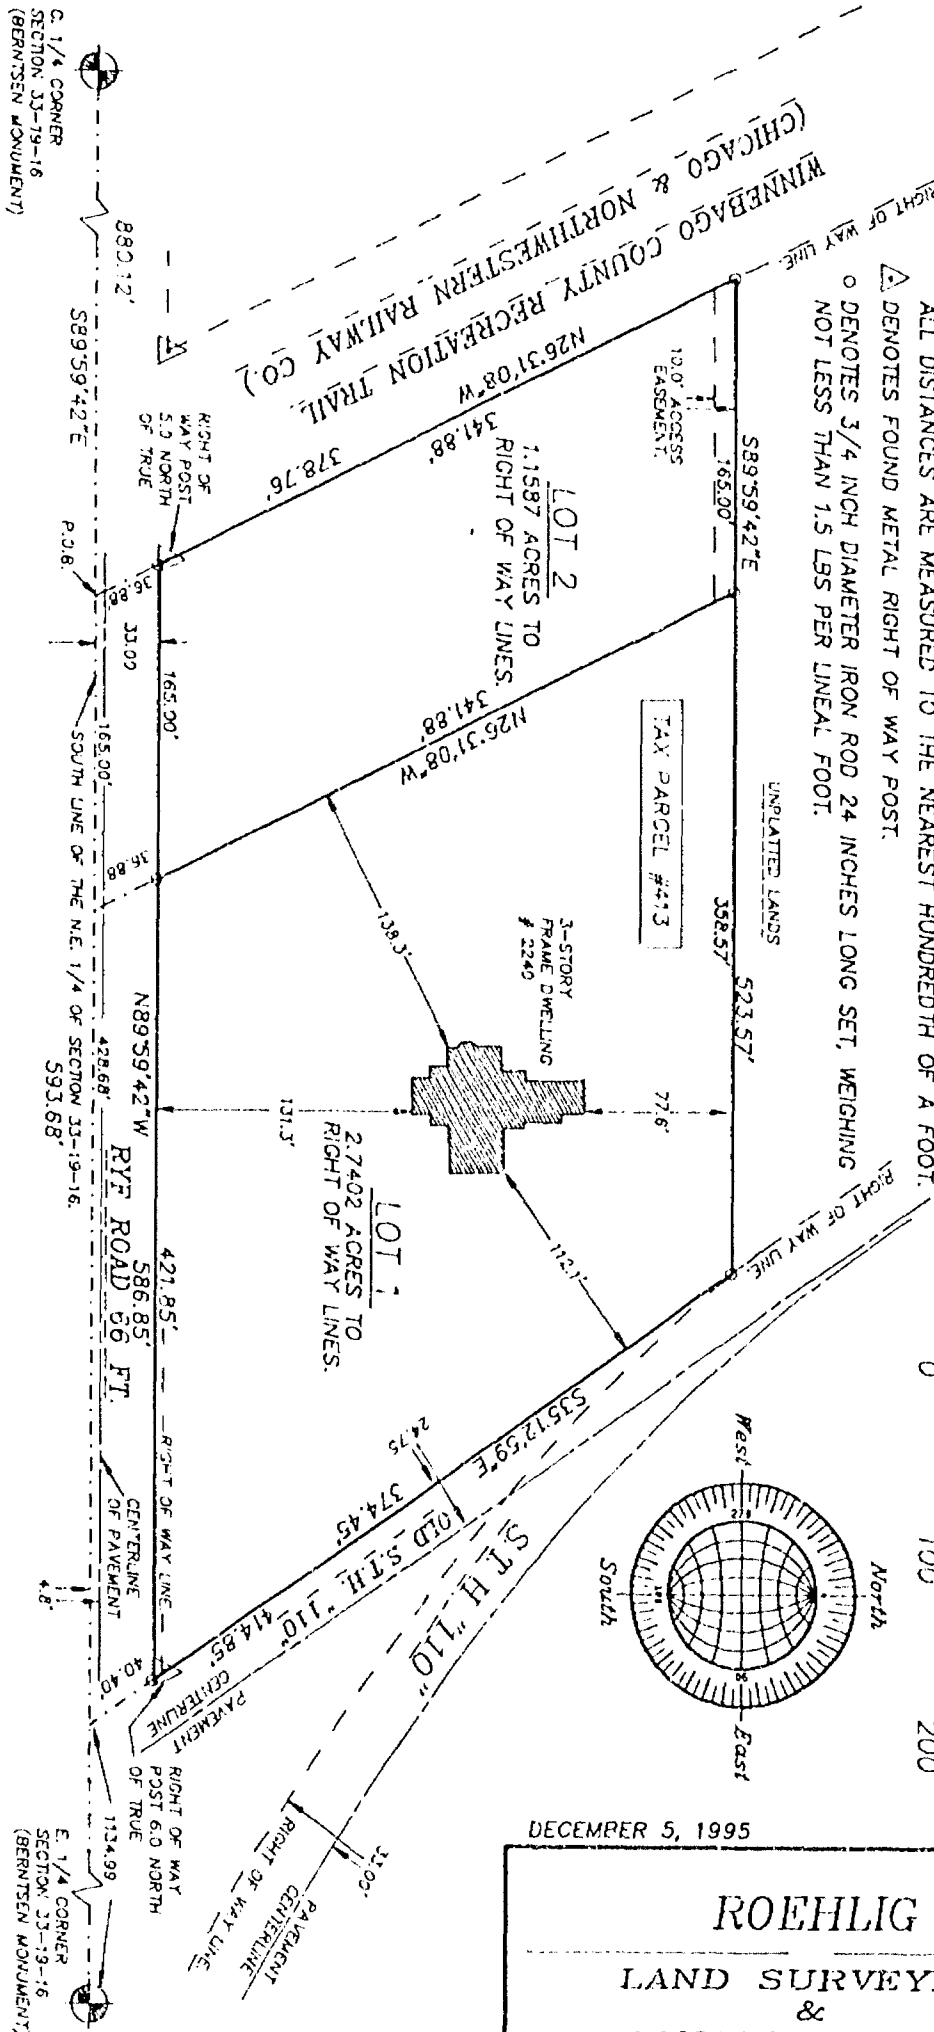 ALL DISTANCES ARE MEASURED TO THE NEAREST HUNDREDTH OF A FOOT.
DENOTES FOUND METAL RIGHT OF WAY POST.
DENOTES 3/4 INCH DIAMETER IRON ROD 24 INCHES LONG SET, WEIGHING
NOT LESS THAN 1.5 LBS PER LINEAL FOOT.
0 100 200
North
West
East
South
RIGHT OF WAY LINE
WINNEBAGO COUNTY RECREATION TRAIL
(CHICAGO & NORTHWESTERN RAILWAY CO.)
UNPLATTED LANDS
S89°59'42"E
165.00'
358.57'
523.57'
10.0' ACCESS
EASEMENT
TAX PARCEL #413
N26°31'08"W
341.88'
378.76'
LOT 2
1.1587 ACRES TO
RIGHT OF WAY LINES.
N26°31'08"W
341.88'
3-STORY
FRAME DWELLING
# 2240
138.3'
77.6'
112.1'
131.3'
LOT 1
2.7402 ACRES TO
RIGHT OF WAY LINES.
RIGHT OF WAY LINE
S35°12'59"E
374.45'
414.85'
24.75
OLD S.T.H. "110"
PAVEMENT
CENTERLINE
S.T.H. "110"
33.00'
PAVEMENT
CENTERLINE
RIGHT OF WAY LINE
RIGHT OF
WAY POST
5.0 NORTH
OF TRUE
36.88'
33.00
165.00'
36.88
N89°59'42"W
421.85'
586.85'
RIGHT OF WAY LINE
40.40'
RIGHT OF WAY
POST 6.0 NORTH
OF TRUE
RYF ROAD 66 FT.
CENTERLINE
OF PAVEMENT
4.8'
880.12'
S89°59'42"E
P.O.B.
165.00'
428.68'
SOUTH LINE OF THE N.E. 1/4 OF SECTION 33-19-16.
593.68'
1134.99
C. 1/4 CORNER
SECTION 33-19-16
(BERNTSEN MONUMENT)
E. 1/4 CORNER
SECTION 33-19-16
(BERNTSEN MONUMENT)
DECEMBER 5, 1995
ROEHLIG
LAND SURVEY
&